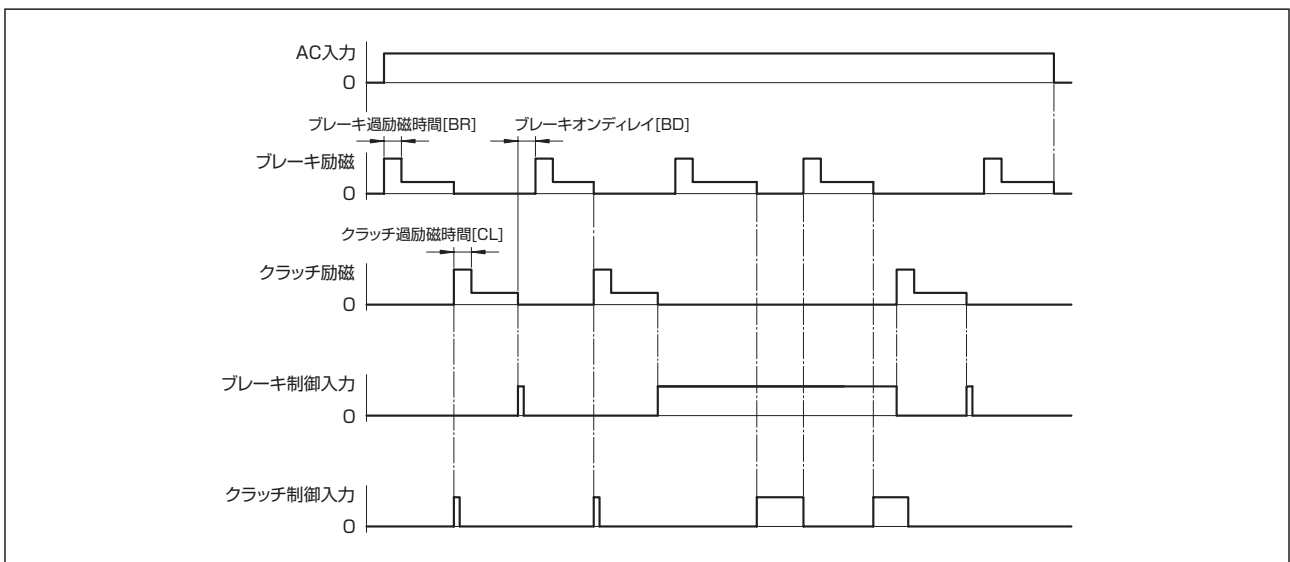 AC入力
0
ブレーキ過励磁時間[BR]
ブレーキオンディレイ[BD]
ブレーキ励磁
0
クラッチ過励磁時間[CL]
クラッチ励磁
0
ブレーキ制御入力
0
クラッチ制御入力
0